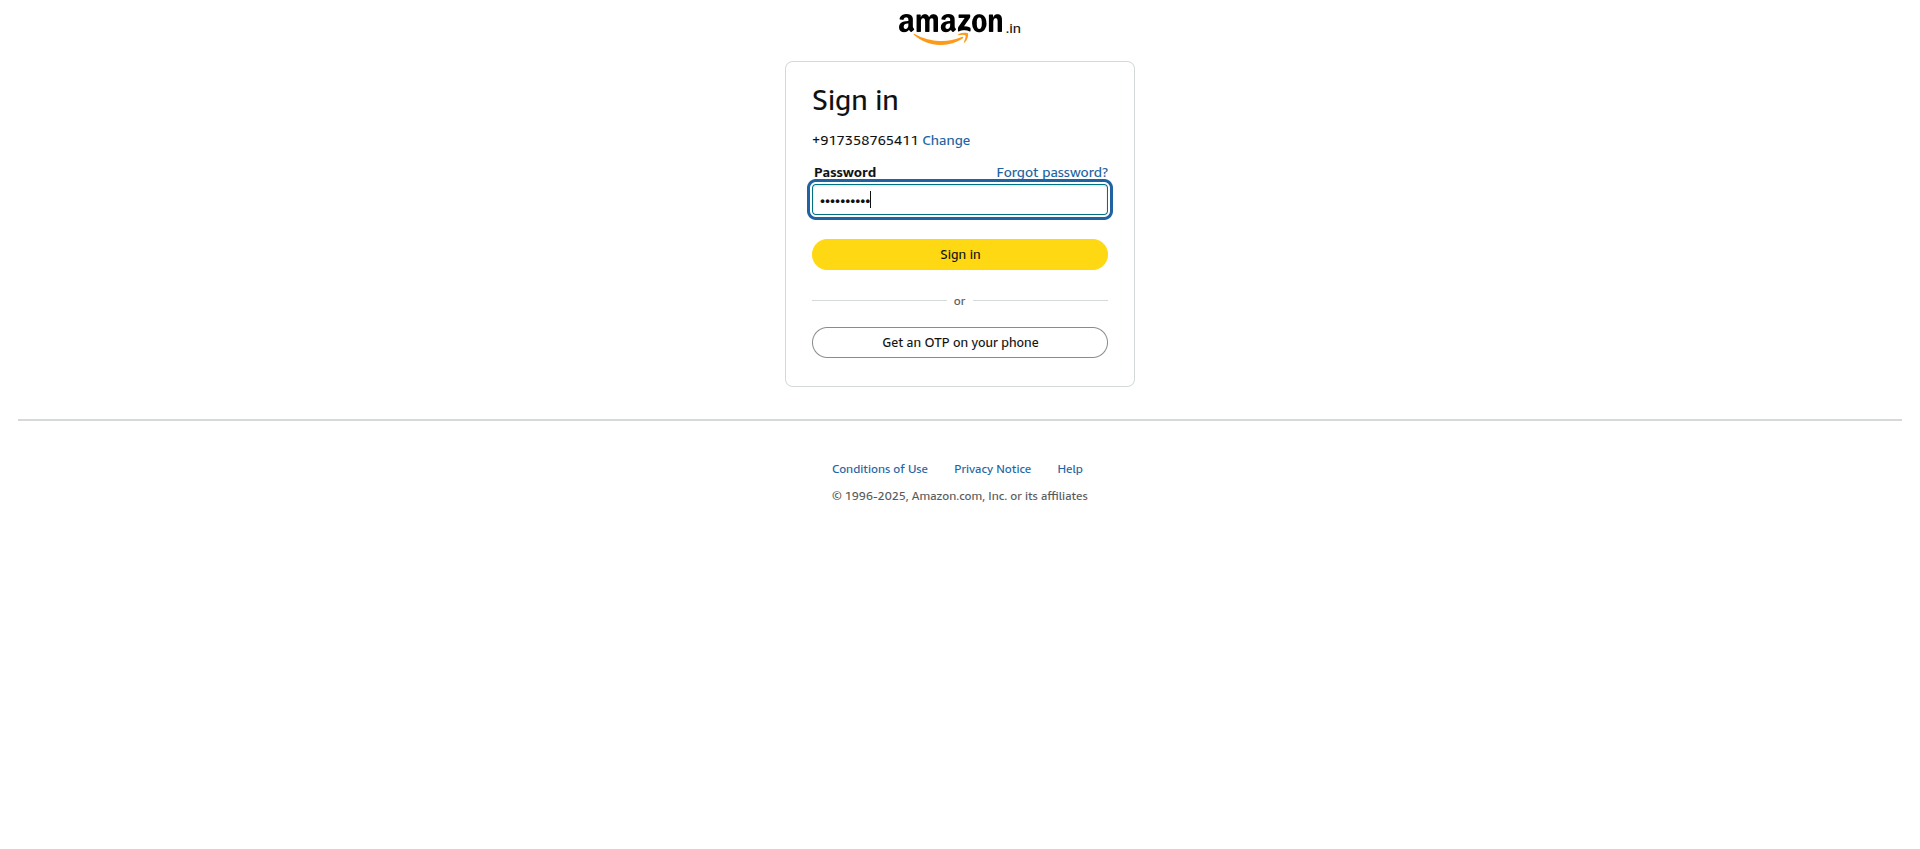 amazon.in
Sign in
+917358765411 Change
Password Forgot password?
••••••••••
Sign in
or
Get an OTP on your phone
Conditions of Use Privacy Notice Help
© 1996-2025, Amazon.com, Inc. or its affiliates